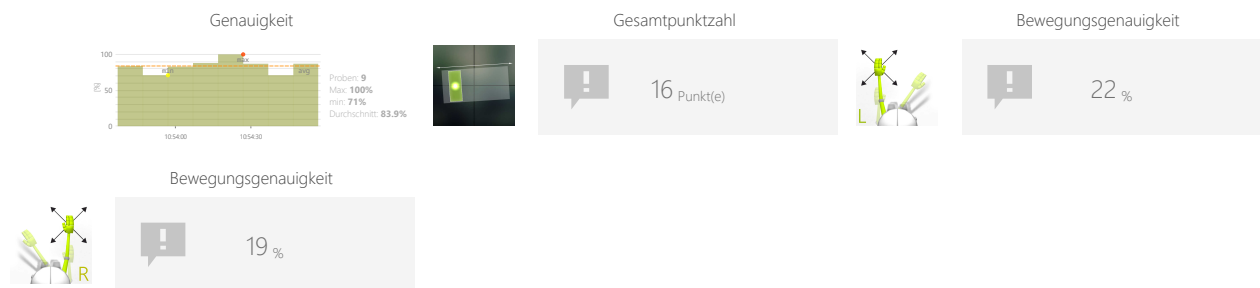 Genauigkeit
100
50
0
[%]
min
max
avg
10:54:00
10:54:30
Proben: 9
Max: 100%
min: 71%
Durchschnitt: 83.9%
Gesamtpunktzahl
16 Punkt(e)
Bewegungsgenauigkeit
L
22 %
Bewegungsgenauigkeit
R
19 %